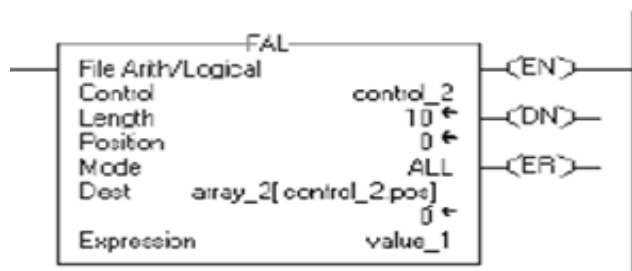 FAL
File Arith/Logical
(EN)
Control control_2
Length 10
(DN)
Position 0
Mode ALL
(ER)
Dest array_2[control_2.pos]
0
Expression value_1